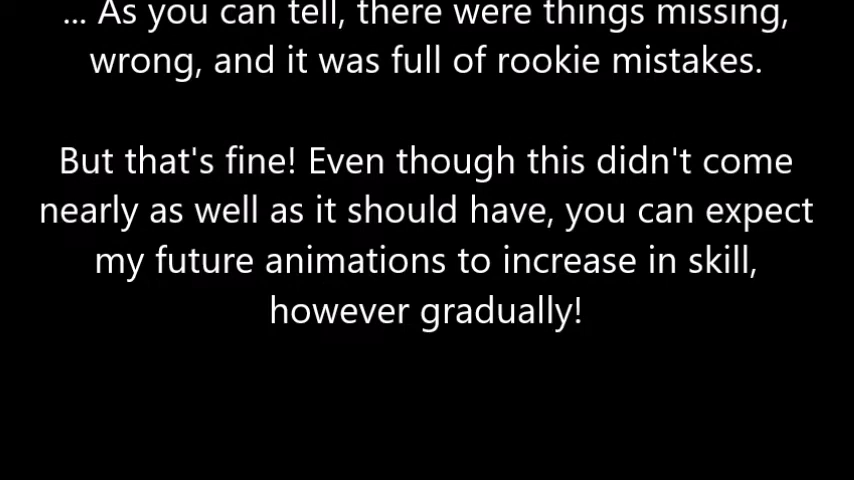 ... As you can tell, there were things missing,
wrong, and it was full of rookie mistakes.
But that's fine! Even though this didn't come
nearly as well as it should have, you can expect
my future animations to increase in skill,
however gradually!